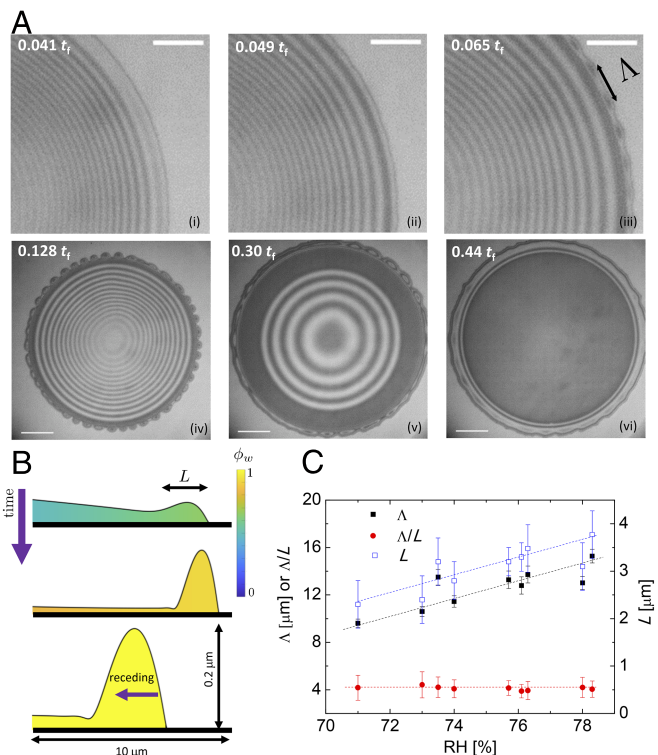 A
0.041 t_f
0.049 t_f
0.065 t_f
Λ
(i)
(ii)
(iii)
0.128 t_f
0.30 t_f
0.44 t_f
(iv)
(v)
(vi)
B
time
L
ϕ_w
1
0
receding
0.2 μm
10 μm
C
Λ [μm] or Λ/L
20
16
12
8
4
Λ
Λ/L
L
4
3
2
1
0
L [μm]
70 72 74 76 78
RH [%]